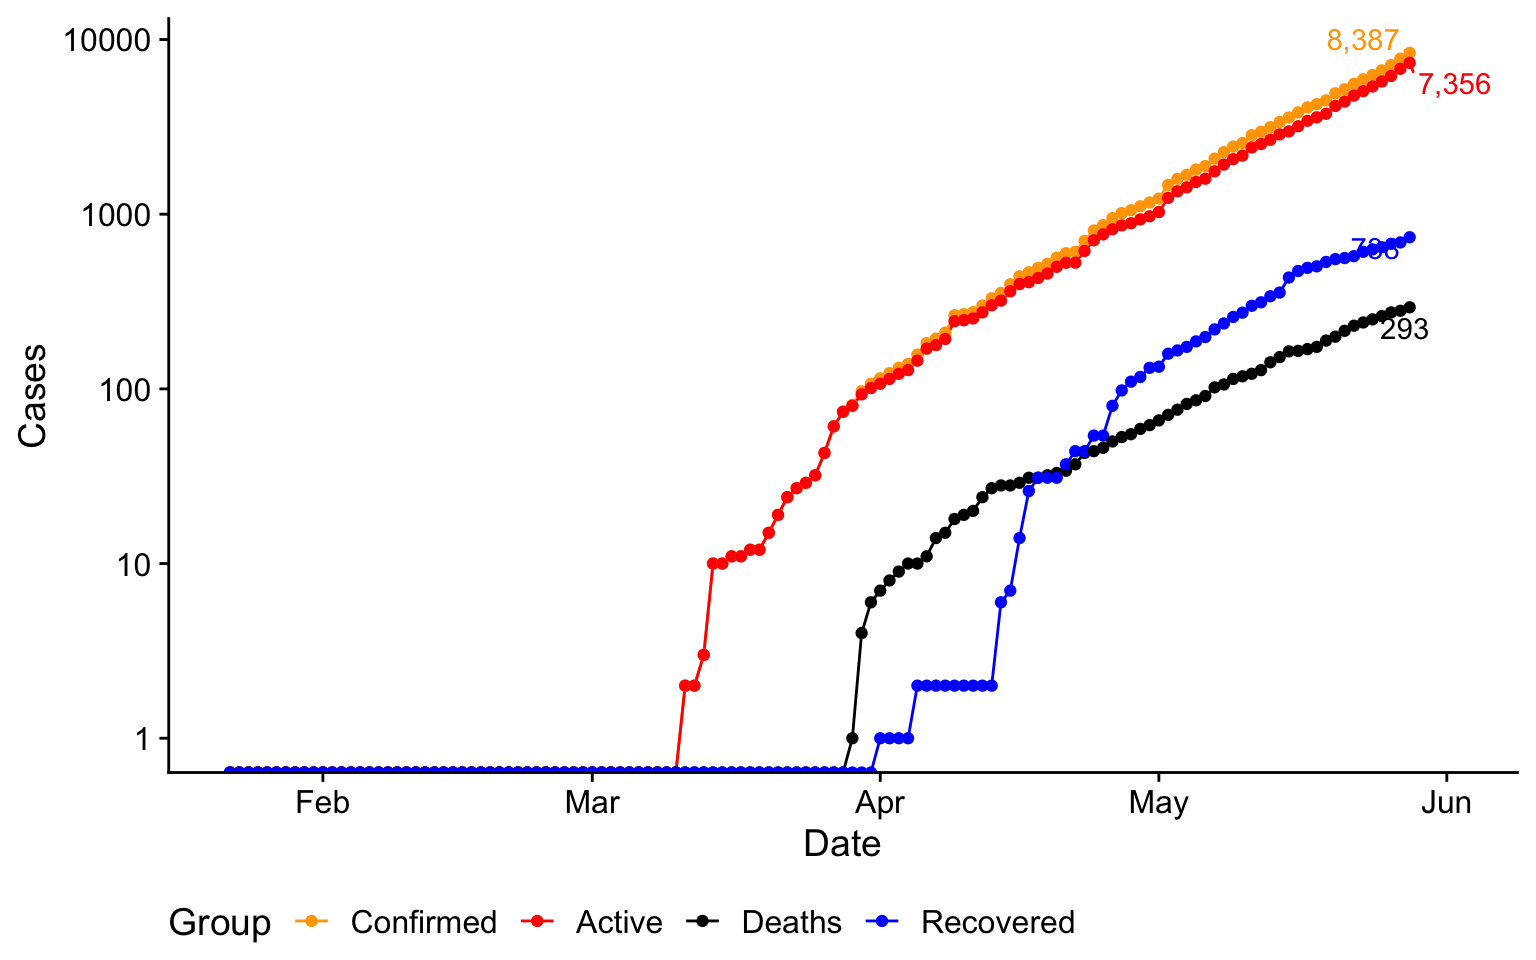 10000
1000
100
10
1
Cases
8,387
7,356
738
293
Feb Mar Apr May Jun
Date
Group Confirmed Active Deaths Recovered